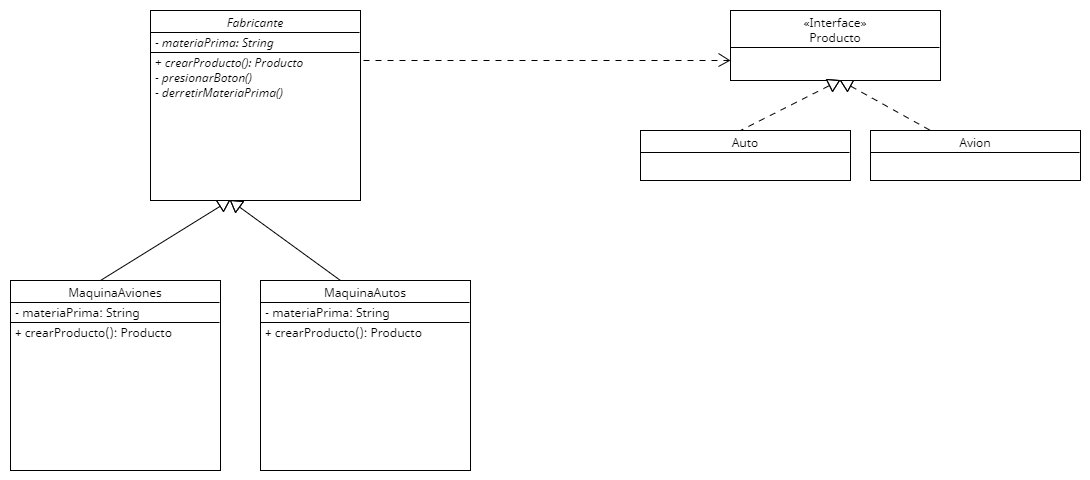 Fabricante
- materiaPrima: String
+ crearProducto(): Producto
- presionarBoton()
- derretirMateriaPrima()
«Interface»
Producto
Auto
Avion
MaquinaAviones
- materiaPrima: String
+ crearProducto(): Producto
MaquinaAutos
- materiaPrima: String
+ crearProducto(): Producto